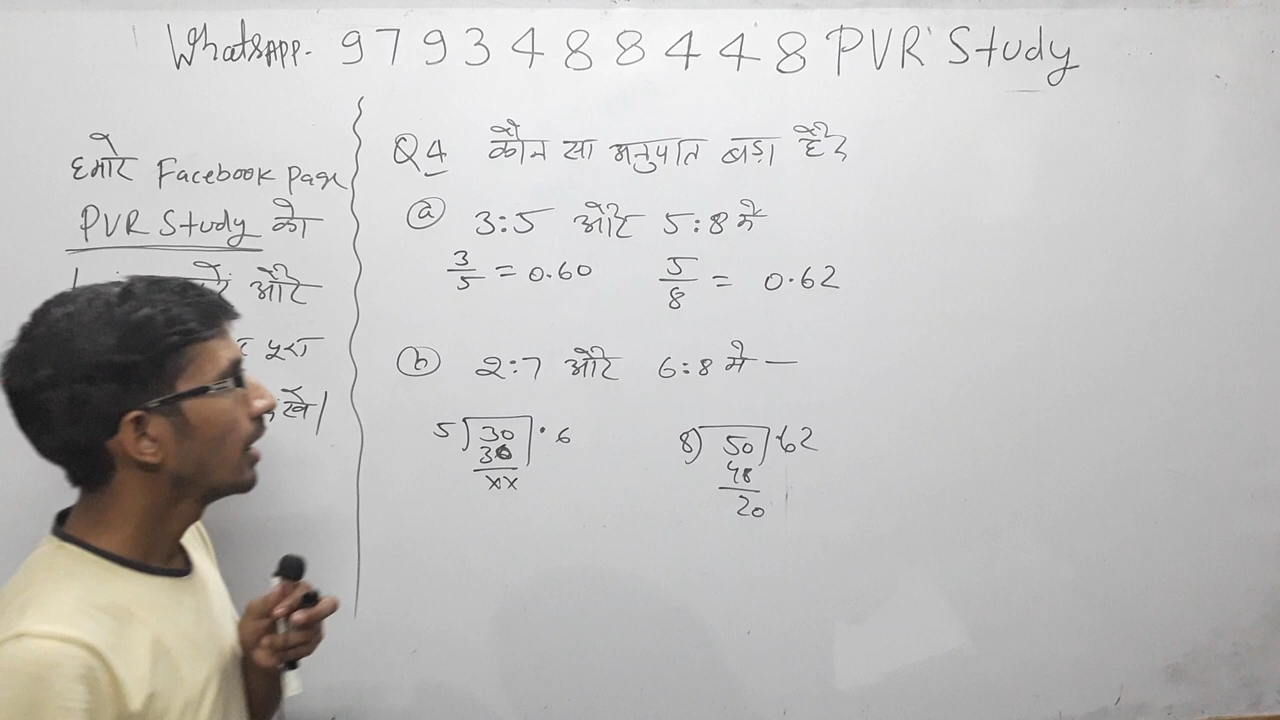 WhatsApp. 9793488448 PVR Study
हमारे Facebook Page
PVR Study को
और
पूरा
Q4 कौन सा अनुपात बड़ा है?
(a) 3:5 और 5:8 में
3/5 = 0.60 5/8 = 0.62
(b) 2:7 और 6:8 में —
5) 30 .6
30
xx
8) 50 .62
48
20